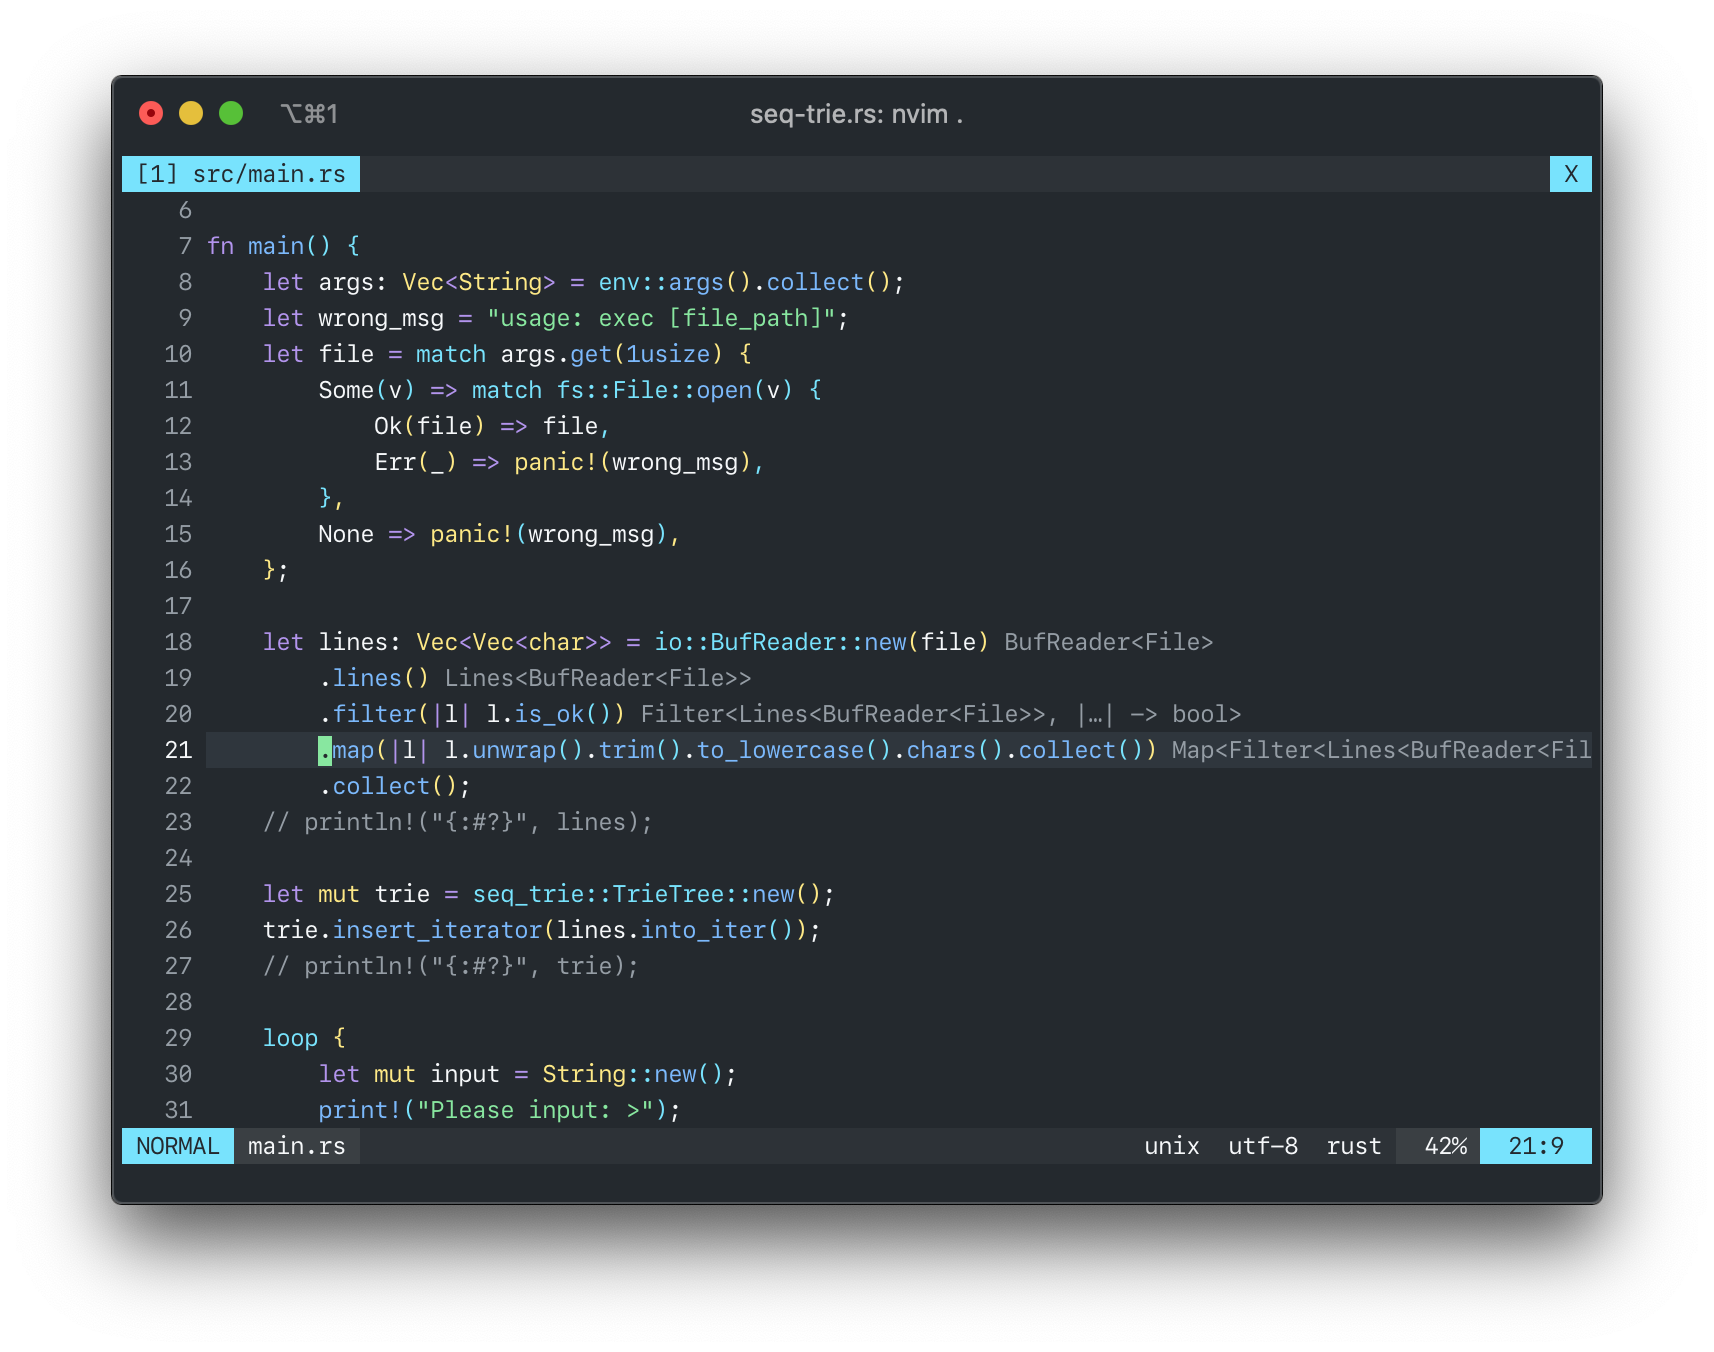 ⌥⌘1 seq-trie.rs: nvim .
[1] src/main.rs X
6
7 fn main() {
8     let args: Vec<String> = env::args().collect();
9     let wrong_msg = "usage: exec [file_path]";
10     let file = match args.get(1usize) {
11         Some(v) => match fs::File::open(v) {
12             Ok(file) => file,
13             Err(_) => panic!(wrong_msg),
14         },
15         None => panic!(wrong_msg),
16     };
17
18     let lines: Vec<Vec<char>> = io::BufReader::new(file) BufReader<File>
19         .lines() Lines<BufReader<File>>
20         .filter(|l| l.is_ok()) Filter<Lines<BufReader<File>>, |…| -> bool>
21         .map(|l| l.unwrap().trim().to_lowercase().chars().collect()) Map<Filter<Lines<BufReader<Fil
22         .collect();
23     // println!("{:#?}", lines);
24
25     let mut trie = seq_trie::TrieTree::new();
26     trie.insert_iterator(lines.into_iter());
27     // println!("{:#?}", trie);
28
29     loop {
30         let mut input = String::new();
31         print!("Please input: >");
NORMAL main.rs unix utf-8 rust 42% 21:9